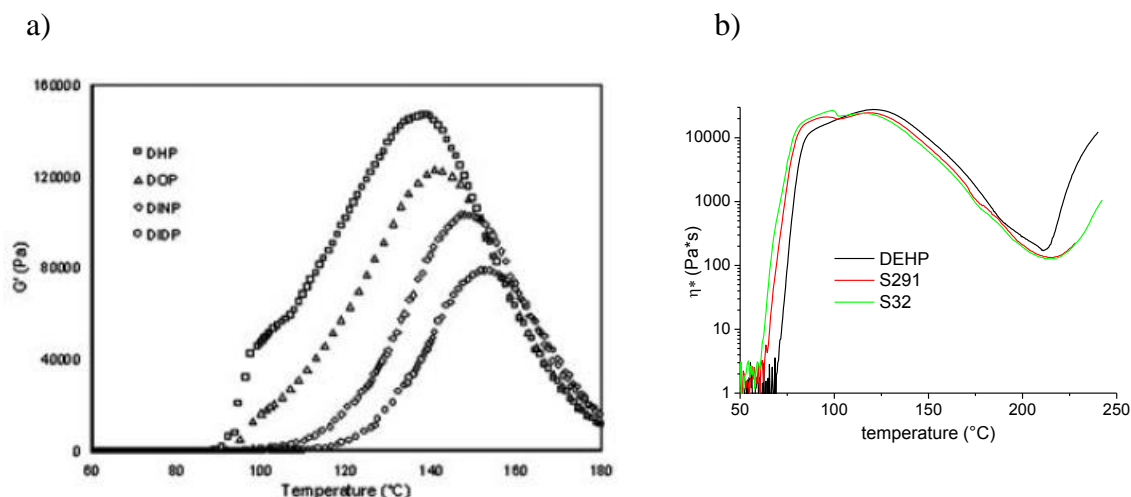 a)
b)
160000
120000
80000
40000
0
G' (Pa)
DHP
DOP
DINP
DIDP
60 80 100 120 140 160 180
Temperature (°C)
10000
1000
100
10
1
η* (Pa*s)
DEHP
S291
S32
50 100 150 200 250
temperature (°C)